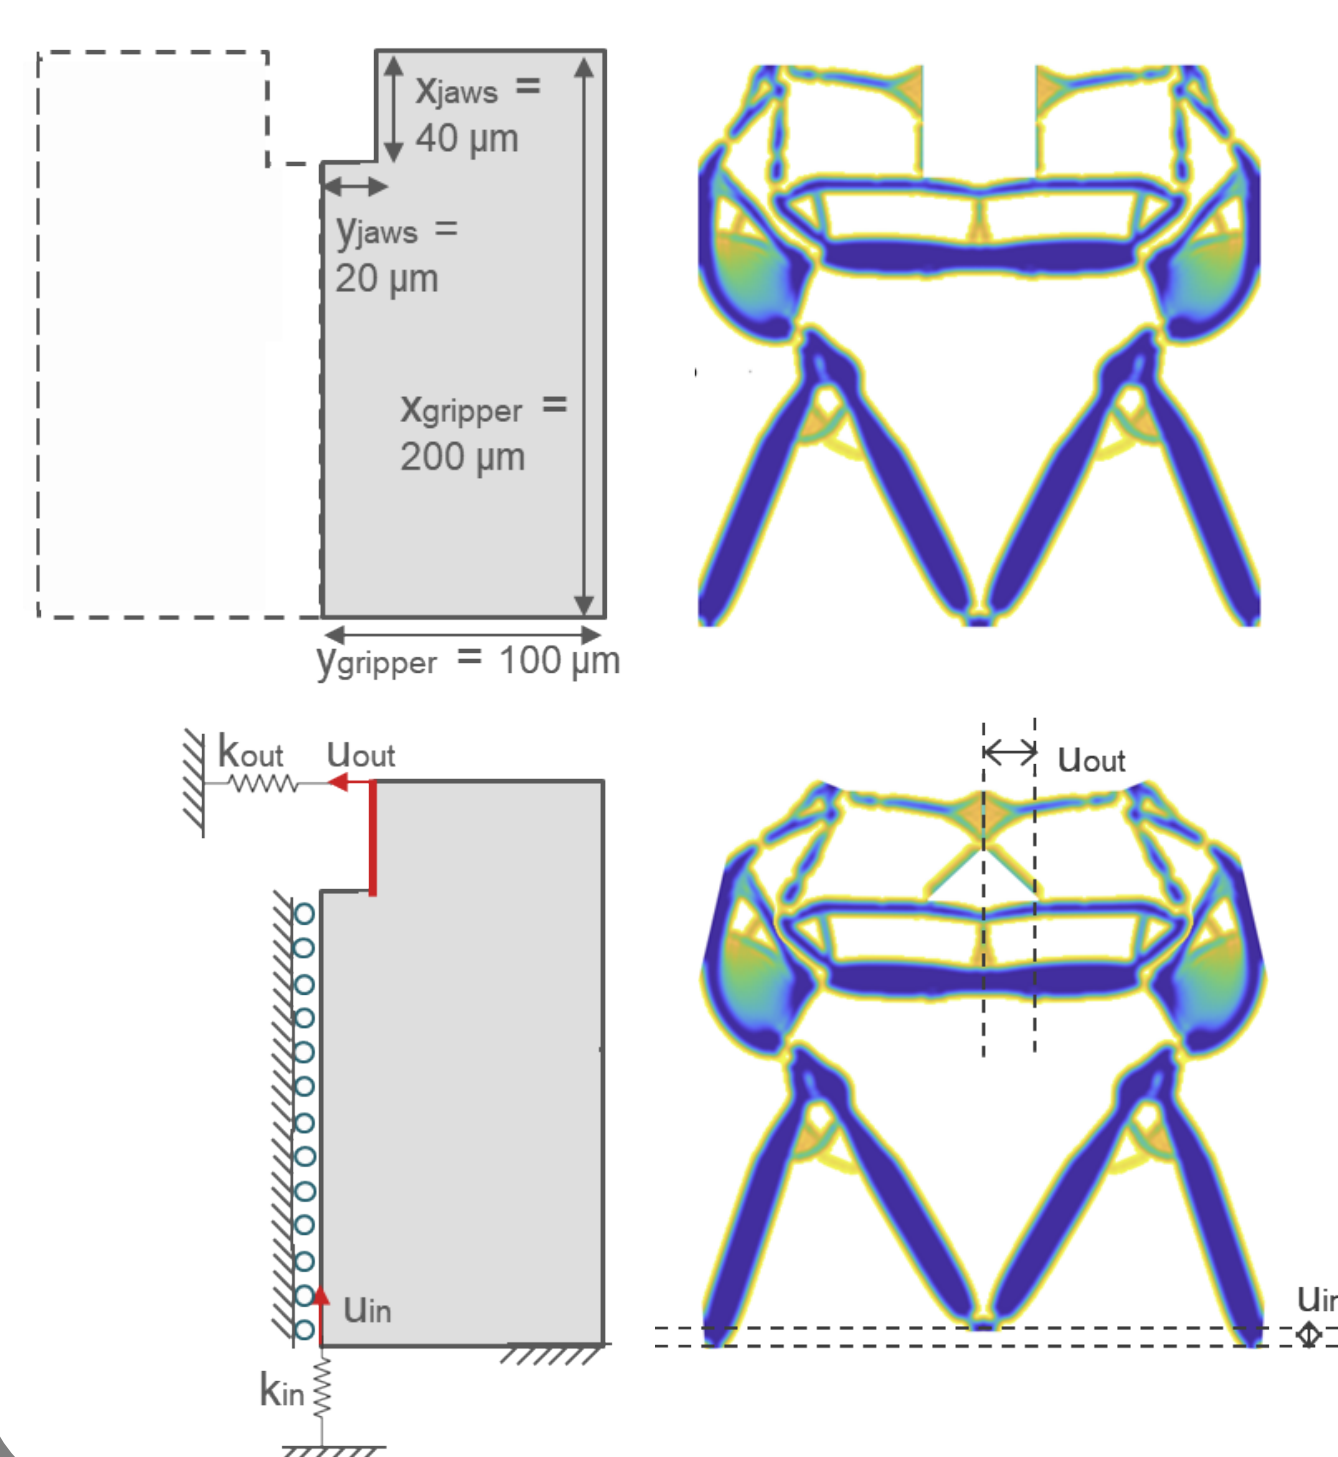 xjaws =
40 µm
yjaws =
20 µm
xgripper =
200 µm
ygripper = 100 µm
kout
uout
uout
uin
uin
kin